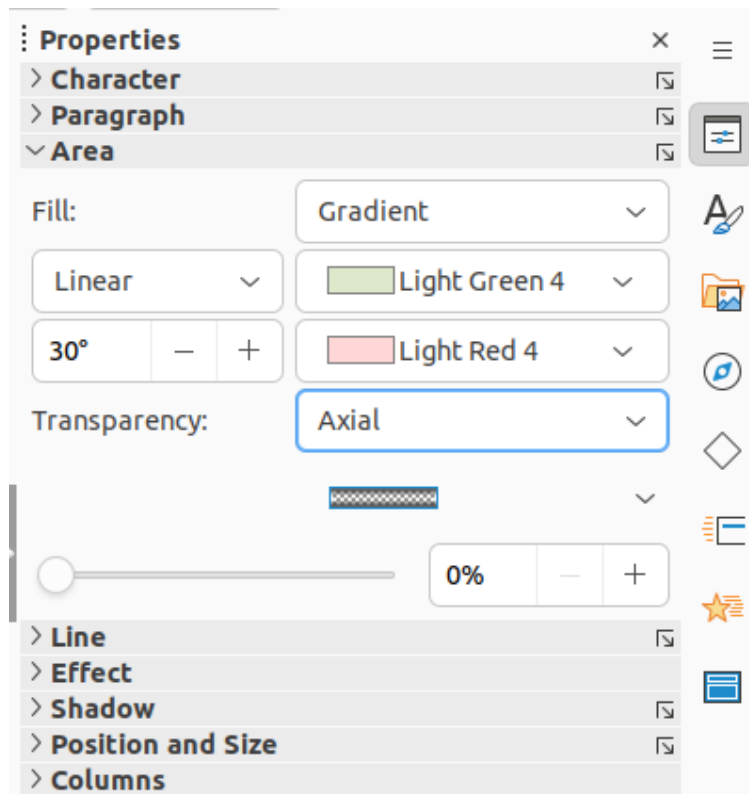 Properties
Character
Paragraph
Area
Fill:
Gradient
Linear
Light Green 4
30°
Light Red 4
Transparency:
Axial
0%
Line
Effect
Shadow
Position and Size
Columns